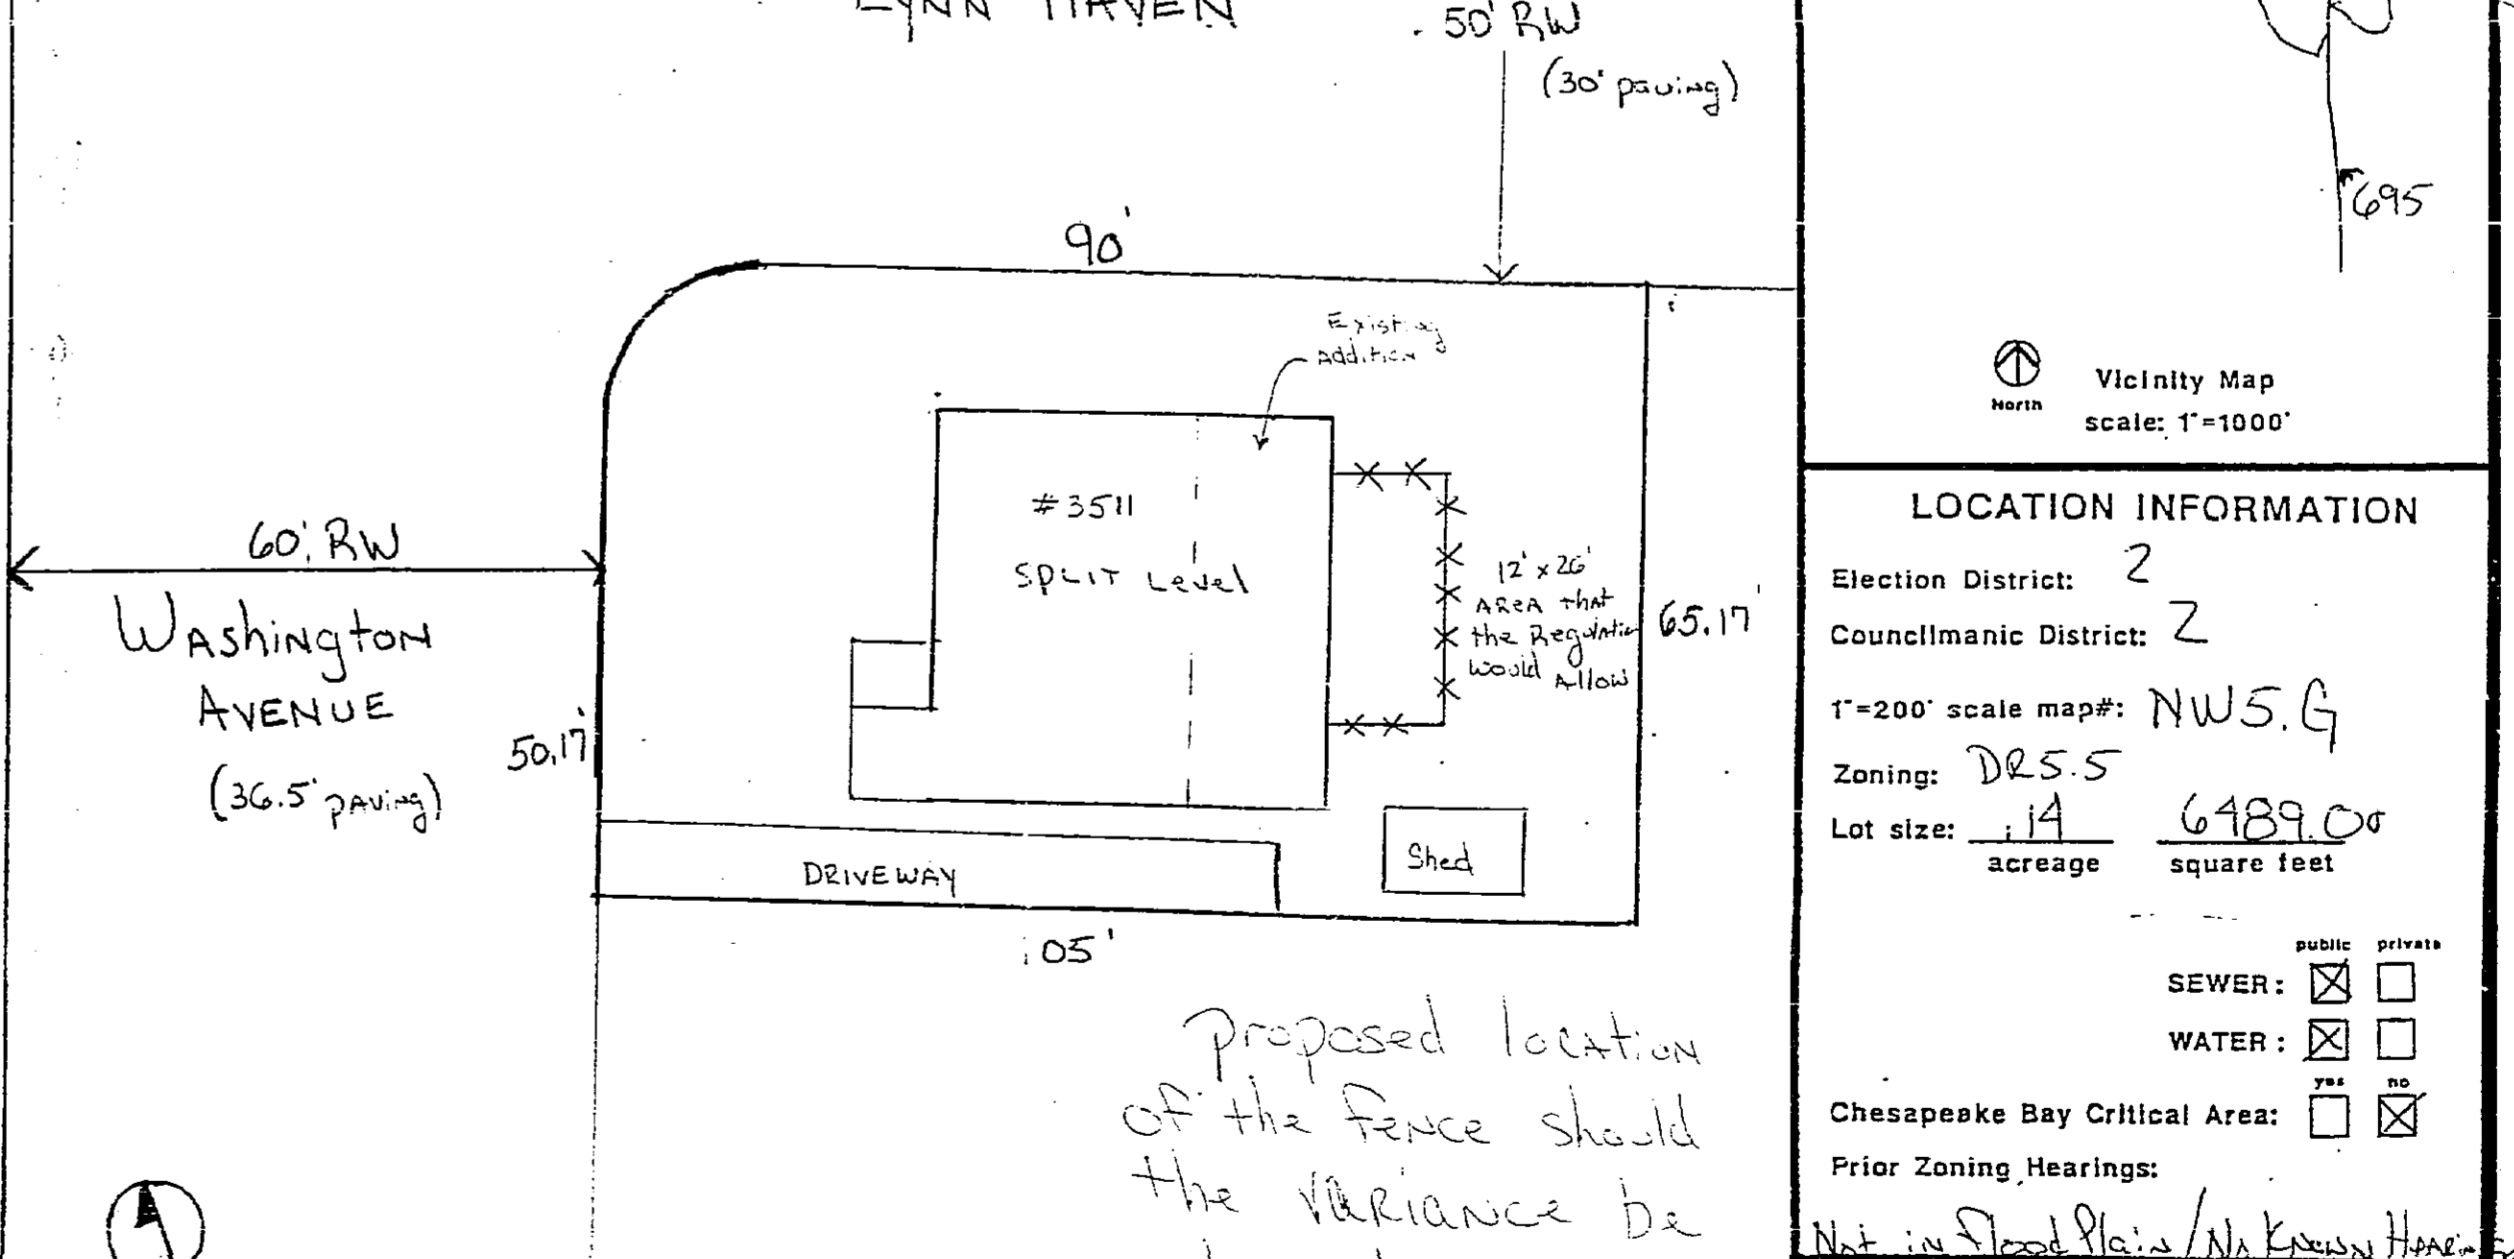 LYNN HAVEN
50' RW
(30' paving)
90'
Existing
Addition
#3511
SPLIT Level
60' RW
WAShiNgtoN
AVENUE
(36.5' pAving)
50.17'
12' x 26'
AReA thAt
the Regulation
would Allow
65.17'
DRIVEWAY
Shed
105'
proposed locatioN
of the feNce should
the VARIANCE be
695
North
Vicinity Map
scale: 1"=1000'
LOCATION INFORMATION
Election District: 2
Councilmanic District: 2
1"=200' scale map#: NW5.G
Zoning: DR5.5
Lot size: .14 6489.00
acreage square feet
public private
SEWER: ☒ ☐
WATER: ☒ ☐
yes no
Chesapeake Bay Critical Area: ☐ ☒
Prior Zoning Hearings:
Not in Flood Plain / No KNOWN